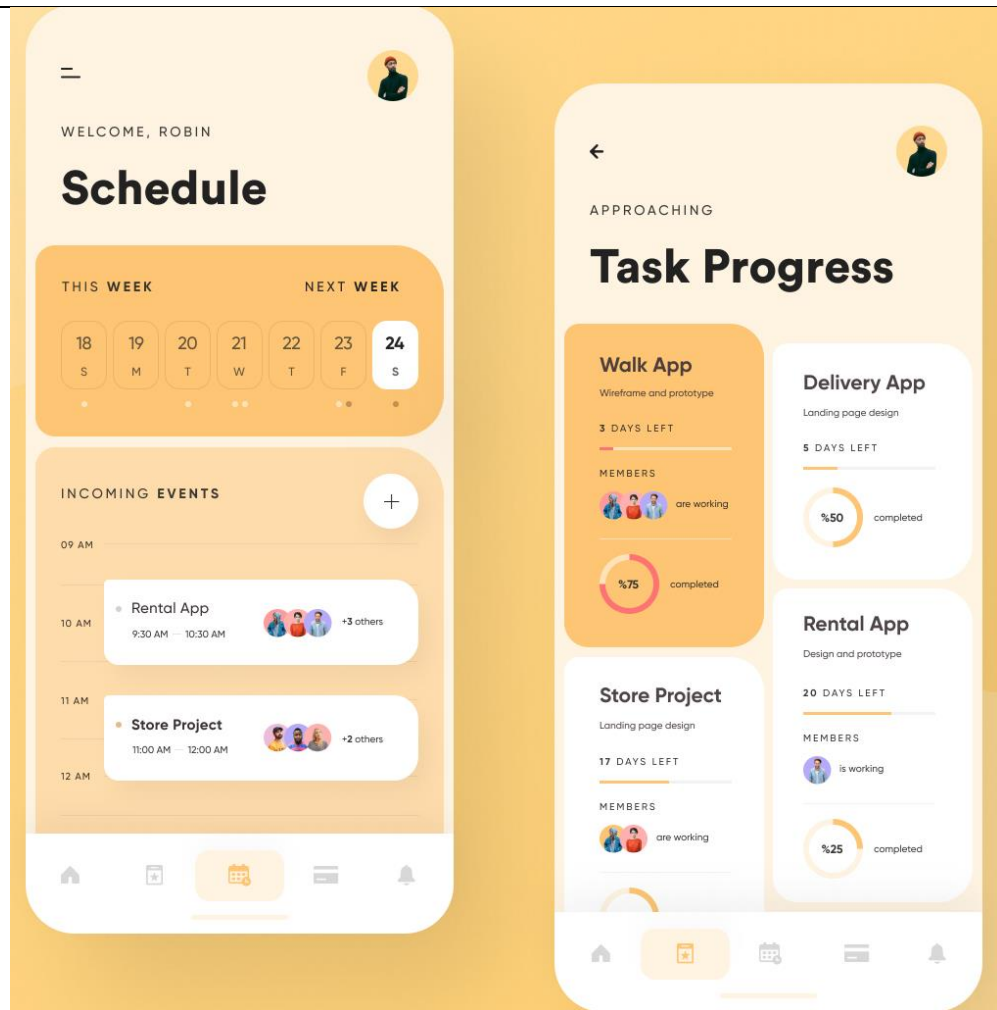 WELCOME, ROBIN
Schedule
THIS WEEK
NEXT WEEK
18 19 20 21 22 23 24
S M T W T F S
INCOMING EVENTS
+
09 AM
Rental App
9:30 AM — 10:30 AM
+3 others
10 AM
11 AM
Store Project
11:00 AM — 12:00 AM
+2 others
12 AM
APPROACHING
Task Progress
Walk App
Wireframe and prototype
3 DAYS LEFT
MEMBERS
are working
%75
completed
Store Project
Landing page design
17 DAYS LEFT
MEMBERS
are working
Delivery App
Landing page design
5 DAYS LEFT
%50
completed
Rental App
Design and prototype
20 DAYS LEFT
MEMBERS
is working
%25
completed